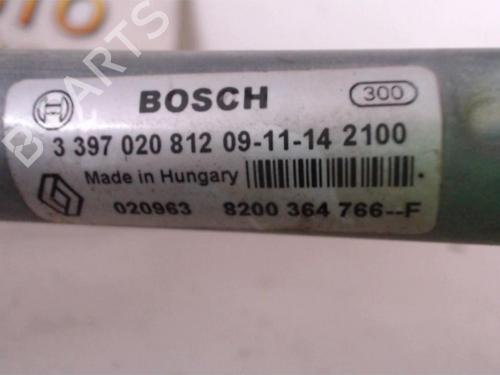 BOSCH 300
3 397 020 812 09-11-14 2100
Made in Hungary
020963 8200 364 766--F